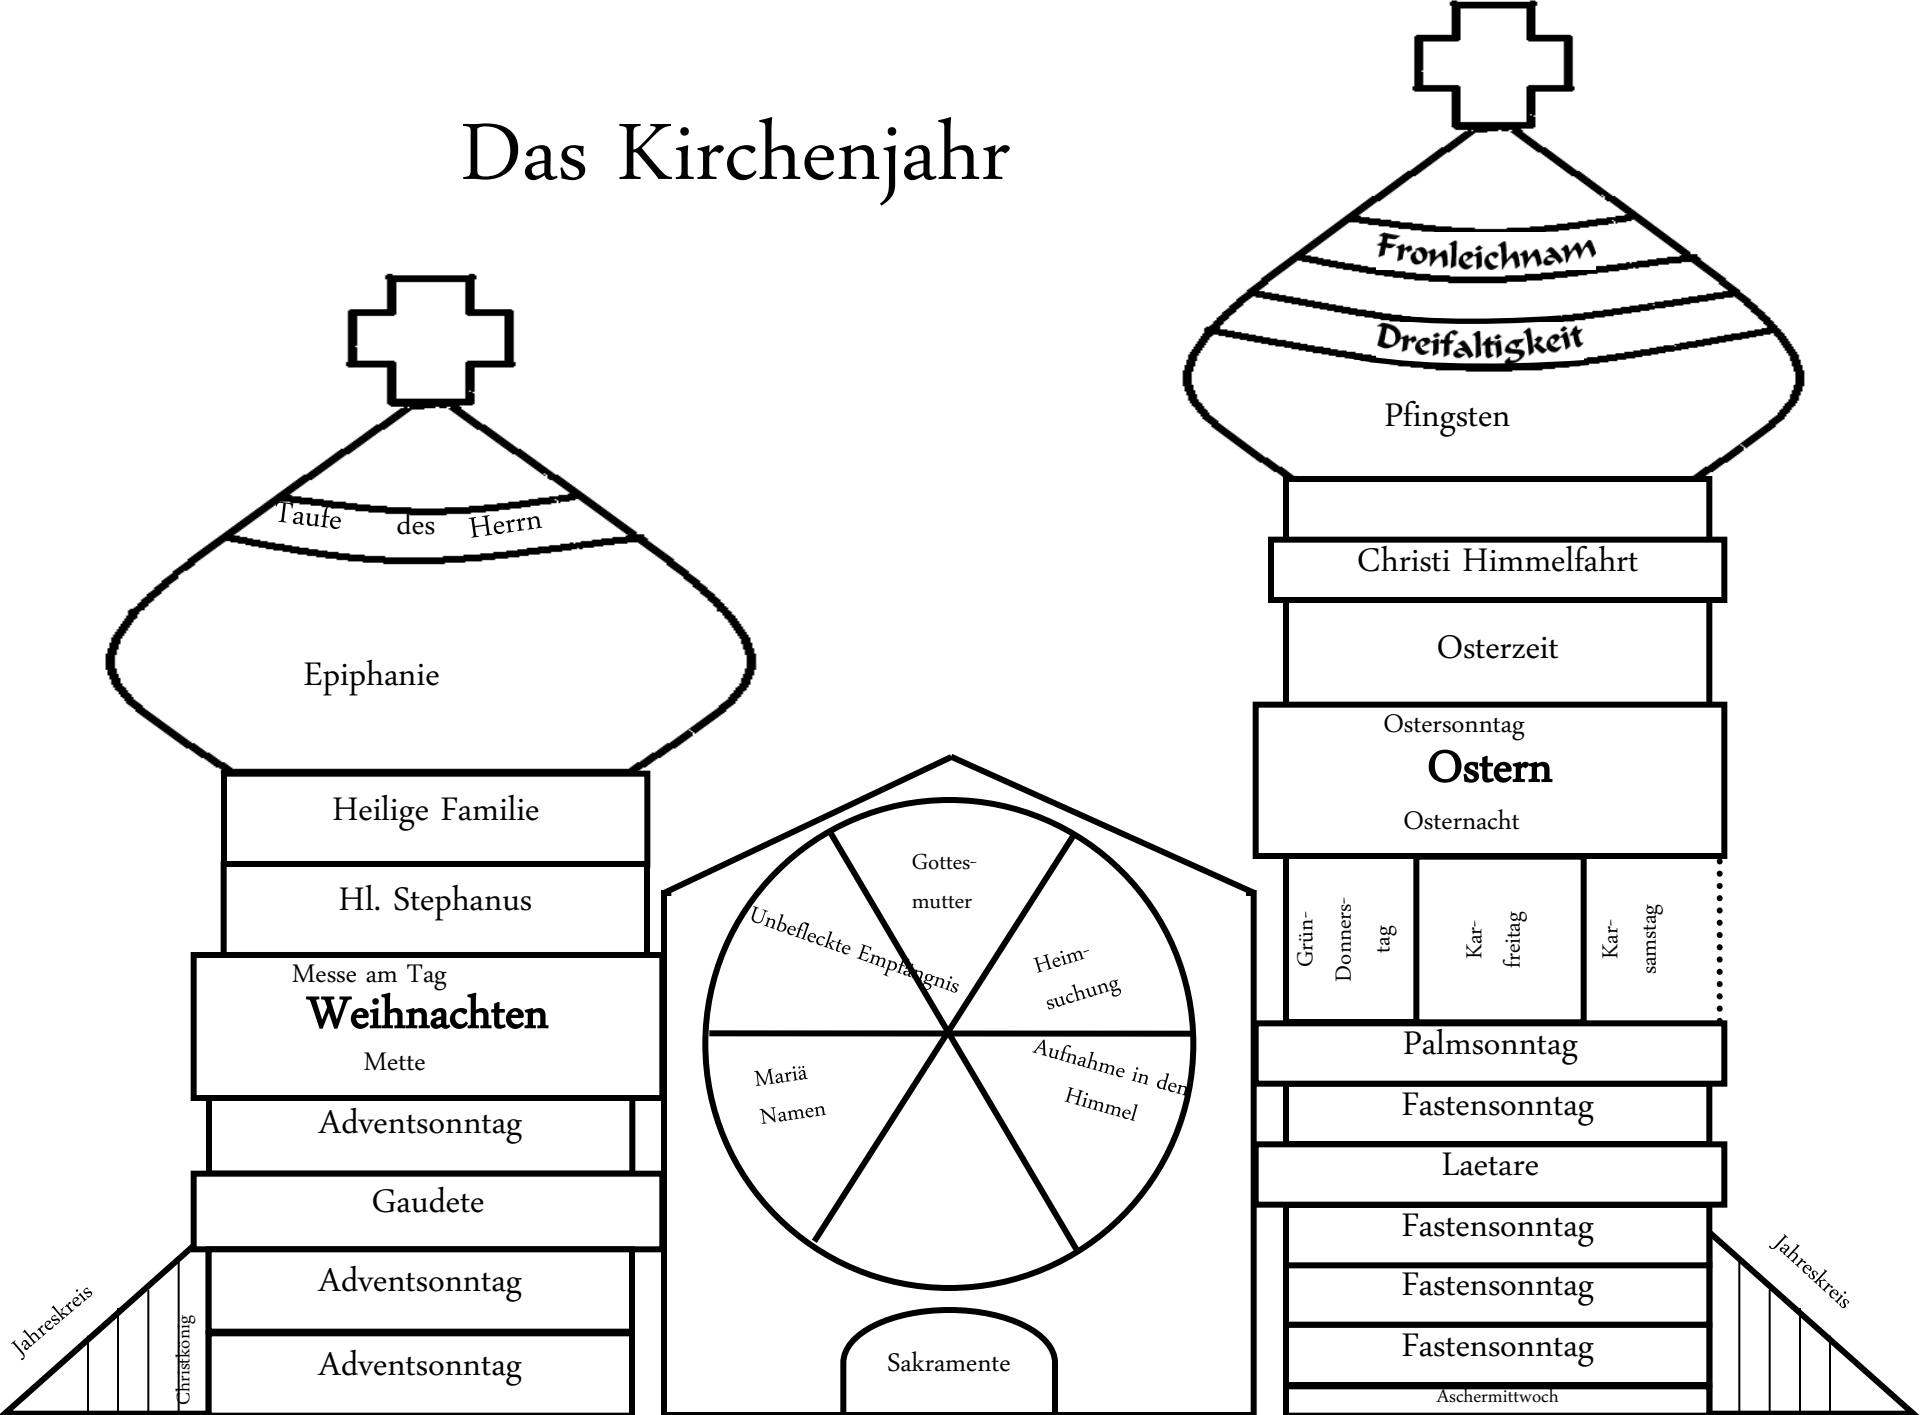 Das Kirchenjahr
Taufe des Herrn
Epiphanie
Heilige Familie
Hl. Stephanus
Messe am Tag
Weihnachten
Mette
Adventsonntag
Gaudete
Adventsonntag
Adventsonntag
Jahreskreis
Christkönig
Gottes-
mutter
Unbefleckte Empfängnis
Heim-
suchung
Mariä
Namen
Aufnahme in den
Himmel
Sakramente
Fronleichnam
Dreifaltigkeit
Pfingsten
Christi Himmelfahrt
Osterzeit
Ostersonntag
Ostern
Osternacht
Grün-
Donners-
tag
Kar-
freitag
Kar-
samstag
Palmsonntag
Fastensonntag
Laetare
Fastensonntag
Fastensonntag
Fastensonntag
Aschermittwoch
Jahreskreis